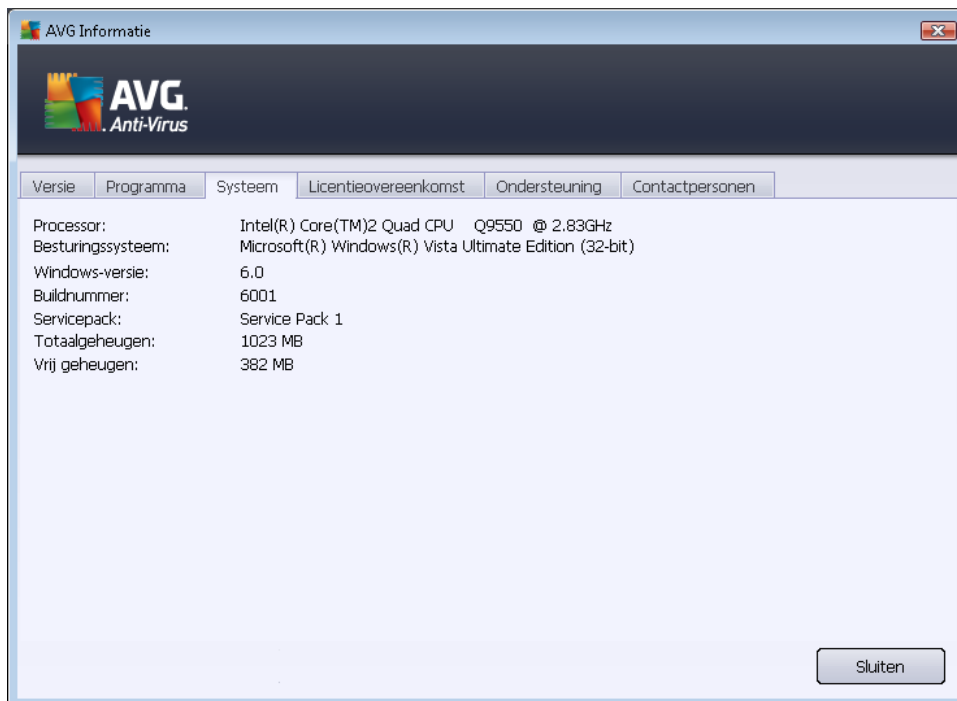 AVG Informatie
AVG.
Anti-Virus
Versie Programma Systeem Licentieovereenkomst Ondersteuning Contactpersonen
Processor: Intel(R) Core(TM)2 Quad CPU Q9550 @ 2.83GHz
Besturingssysteem: Microsoft(R) Windows(R) Vista Ultimate Edition (32-bit)
Windows-versie: 6.0
Buildnummer: 6001
Servicepack: Service Pack 1
Totaalgeheugen: 1023 MB
Vrij geheugen: 382 MB
Sluiten